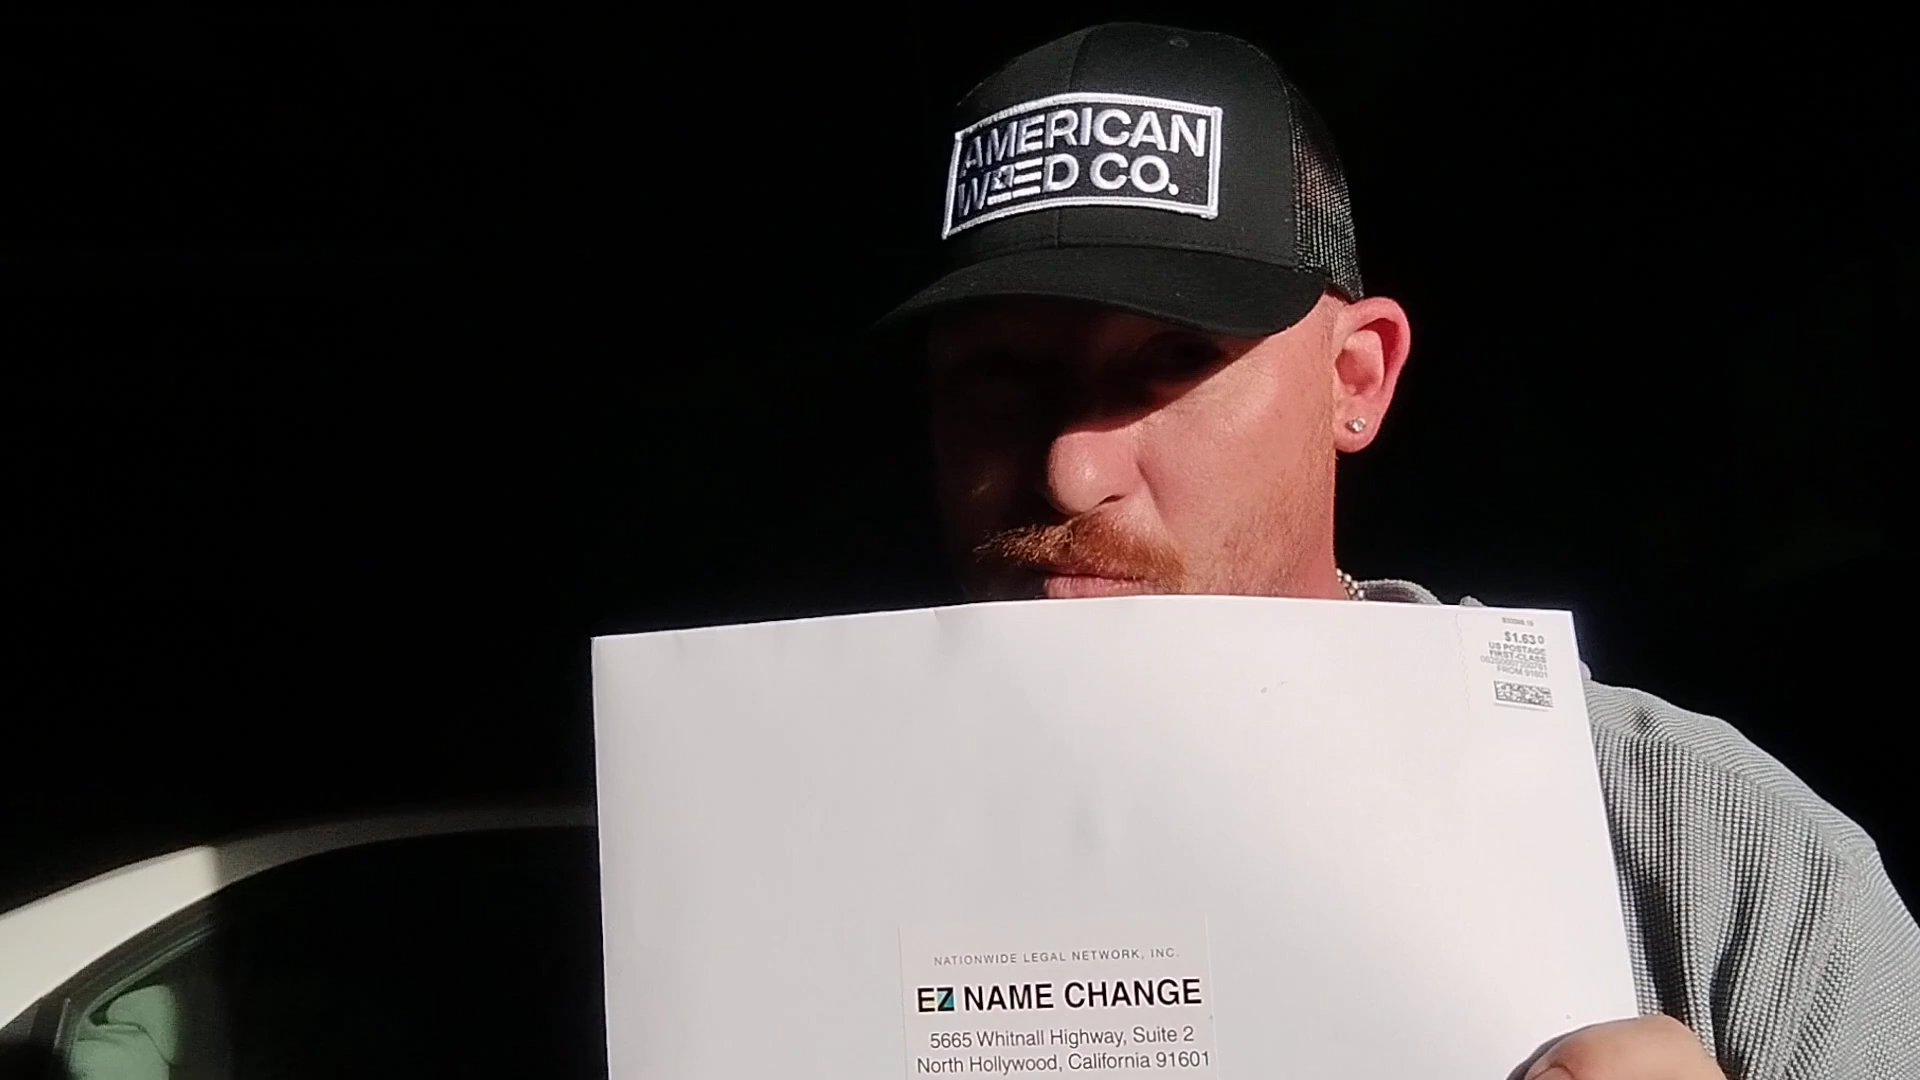 AMERICAN
WEED CO.
$1.63⁰
US POSTAGE
FIRST-CLASS
FROM 91601
NATIONWIDE LEGAL NETWORK, INC.
EZ NAME CHANGE
5665 Whitnall Highway, Suite 2
North Hollywood, California 91601